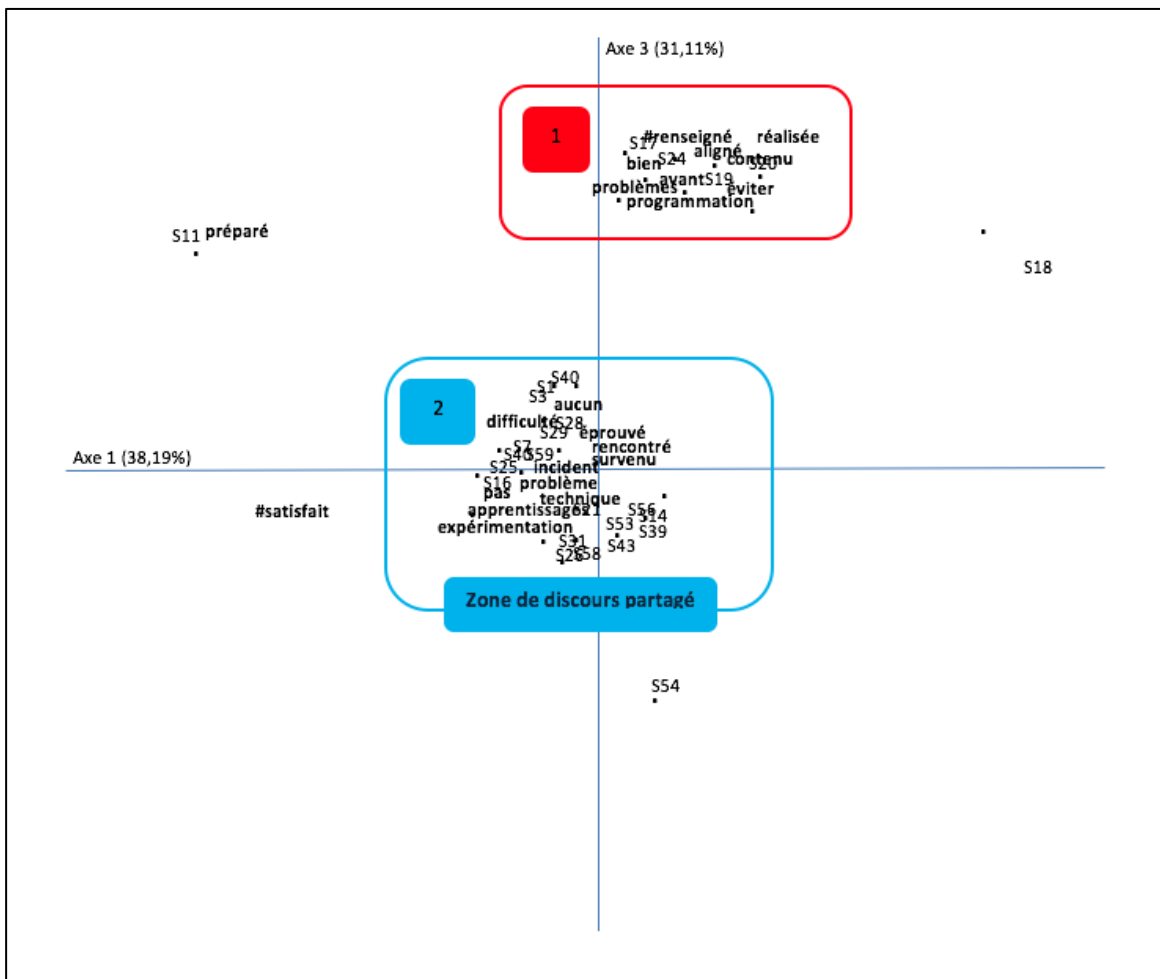 Axe 3 (31,11%)
1
#renseigné
réalisée
S17
aligné
bien
S24
contenu
S20
avant
S19
problèmes
éviter
programmation
S11
préparé
S18
S40
S1
S3
aucun
2
difficulté
S28
S29
éprouvé
S7
rencontré
S46
S59
survenu
Axe 1 (38,19%)
S25
incident
S16
problème
pas
technique
#satisfait
apprentissages
S21
S56
S14
expérimentation
S53
S39
S31
S43
S26
S58
Zone de discours partagé
S54